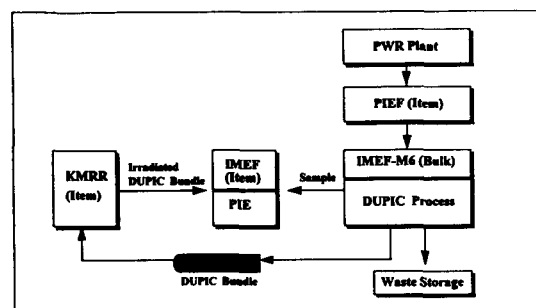 PWR Plant
PIEF (Item)
IMEF-M6 (Bulk)
DUPIC Process
Waste Storage
Sample
IMEF
(Item)
PIE
Irradiated
DUPIC Bundle
KMRR
(Item)
DUPIC Bundle